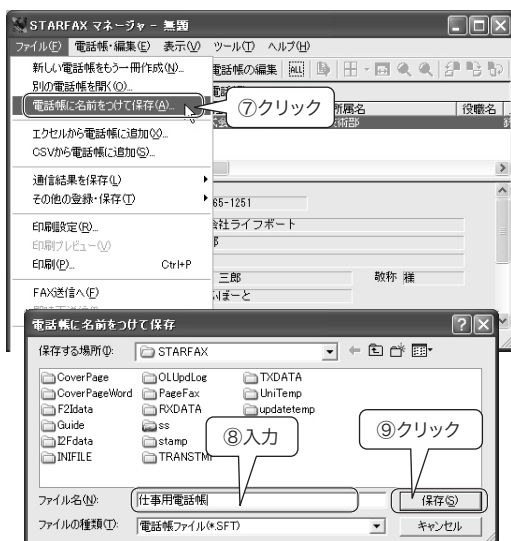 STARFAX マネージャ - 無題
ファイル(F) 電話帳・編集(E) 表示(V) ツール(T) ヘルプ(H)
新しい電話帳をもう一冊作成(N)...
電話帳の編集
別の電話帳を開く(O)...
電話帳に名前をつけて保存(A)...
⑦クリック
所属名
役職名
エクセルから電話帳に追加(X)...
CSVから電話帳に追加(S)...
通信結果を保存(L)
その他の登録・保存(T)
65-1251
印刷設定(R)...
会社ライフボート
印刷プレビュー(V)
印刷(P)... Ctrl+P
三郎
敬称 様
FAX送信へ(F)
電話帳に名前をつけて保存
保存する場所(I): STARFAX
CoverPage OLUpdLog TXDATA
CoverPageWord PageFax UniTemp
F2Idata RXDATA updatetemp
Guide ss
I2Fdata stamp
INIFILE TRANSTMP
⑧入力
⑨クリック
ファイル名(N): 仕事用電話帳 保存(S)
ファイルの種類(T): 電話帳ファイル(*.SFT) キャンセル